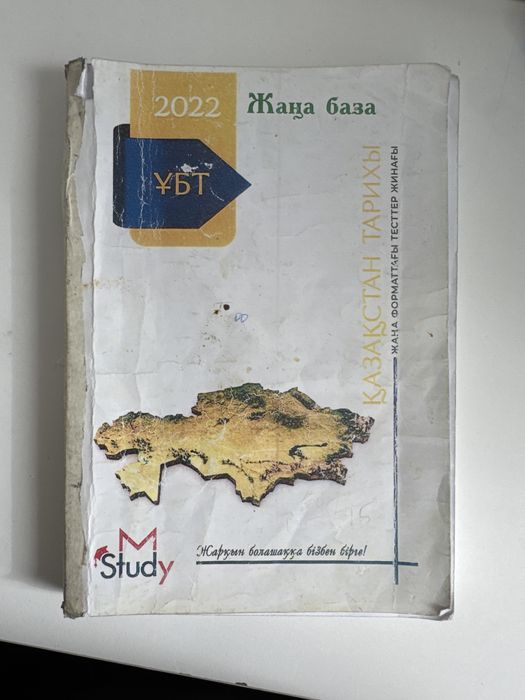 2022 Жаңа база
ҰБТ
ҚАЗАҚСТАН ТАРИХЫ
ЖАҢА ФОРМАТТАҒЫ ТЕСТТЕР ЖИНАҒЫ
M
Study
Жарқын болашаққа бізбен бірге!